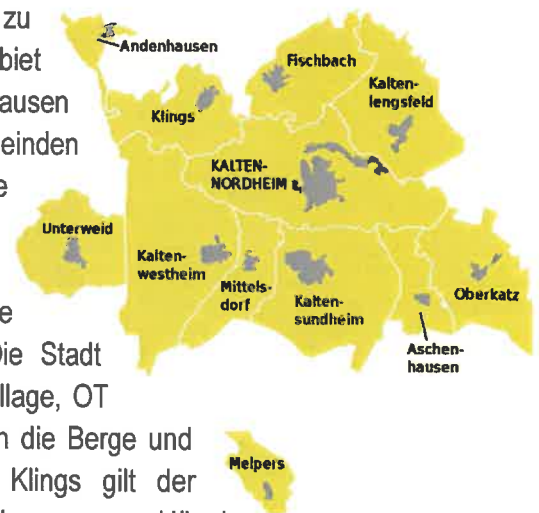 zu
biet
ausen
einden
e
e
Die Stadt
llage, OT
n die Berge und
Klings gilt der
Andenhausen
Fischbach
Kalten-
lengsfeld
Klings
KALTEN-
NORDHEIM
Unterweid
Kalten-
westheim
Mittels-
dorf
Kalten-
sundheim
Oberkatz
Aschen-
hausen
Melpers